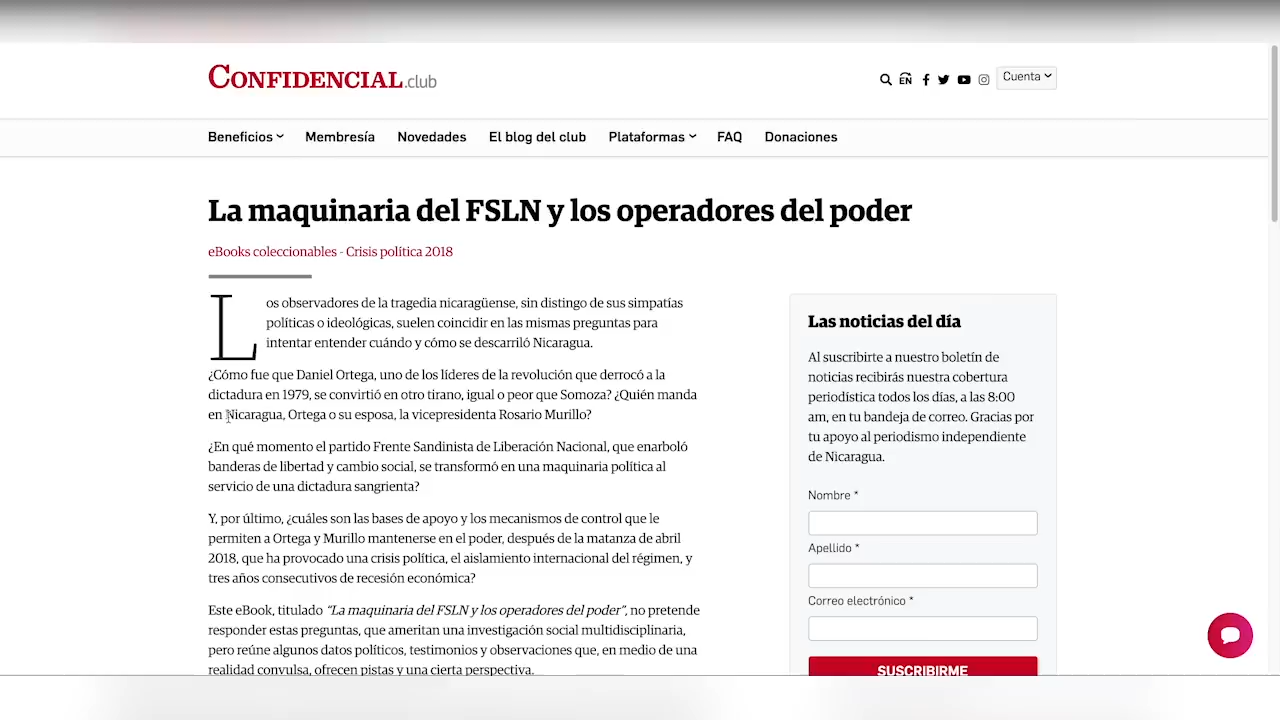 CONFIDENCIAL.club
EN
Cuenta
Beneficios
Membresía
Novedades
El blog del club
Plataformas
FAQ
Donaciones
La maquinaria del FSLN y los operadores del poder
eBooks coleccionables - Crisis política 2018
Los observadores de la tragedia nicaragüense, sin distingo de sus simpatías
políticas o ideológicas, suelen coincidir en las mismas preguntas para
intentar entender cuándo y cómo se descarriló Nicaragua.
¿Cómo fue que Daniel Ortega, uno de los líderes de la revolución que derrocó a la
dictadura en 1979, se convirtió en otro tirano, igual o peor que Somoza? ¿Quién manda
en Nicaragua, Ortega o su esposa, la vicepresidenta Rosario Murillo?
¿En qué momento el partido Frente Sandinista de Liberación Nacional, que enarboló
banderas de libertad y cambio social, se transformó en una maquinaria política al
servicio de una dictadura sangrienta?
Y, por último, ¿cuáles son las bases de apoyo y los mecanismos de control que le
permiten a Ortega y Murillo mantenerse en el poder, después de la matanza de abril
2018, que ha provocado una crisis política, el aislamiento internacional del régimen, y
tres años consecutivos de recesión económica?
Este eBook, titulado “La maquinaria del FSLN y los operadores del poder”, no pretende
responder estas preguntas, que ameritan una investigación social multidisciplinaria,
pero reúne algunos datos políticos, testimonios y observaciones que, en medio de una
realidad convulsa, ofrecen pistas y una cierta perspectiva.
Las noticias del día
Al suscribirte a nuestro boletín de
noticias recibirás nuestra cobertura
periodística todos los días, a las 8:00
am, en tu bandeja de correo. Gracias por
tu apoyo al periodismo independiente
de Nicaragua.
Nombre *
Apellido *
Correo electrónico *
SUSCRIBIRME